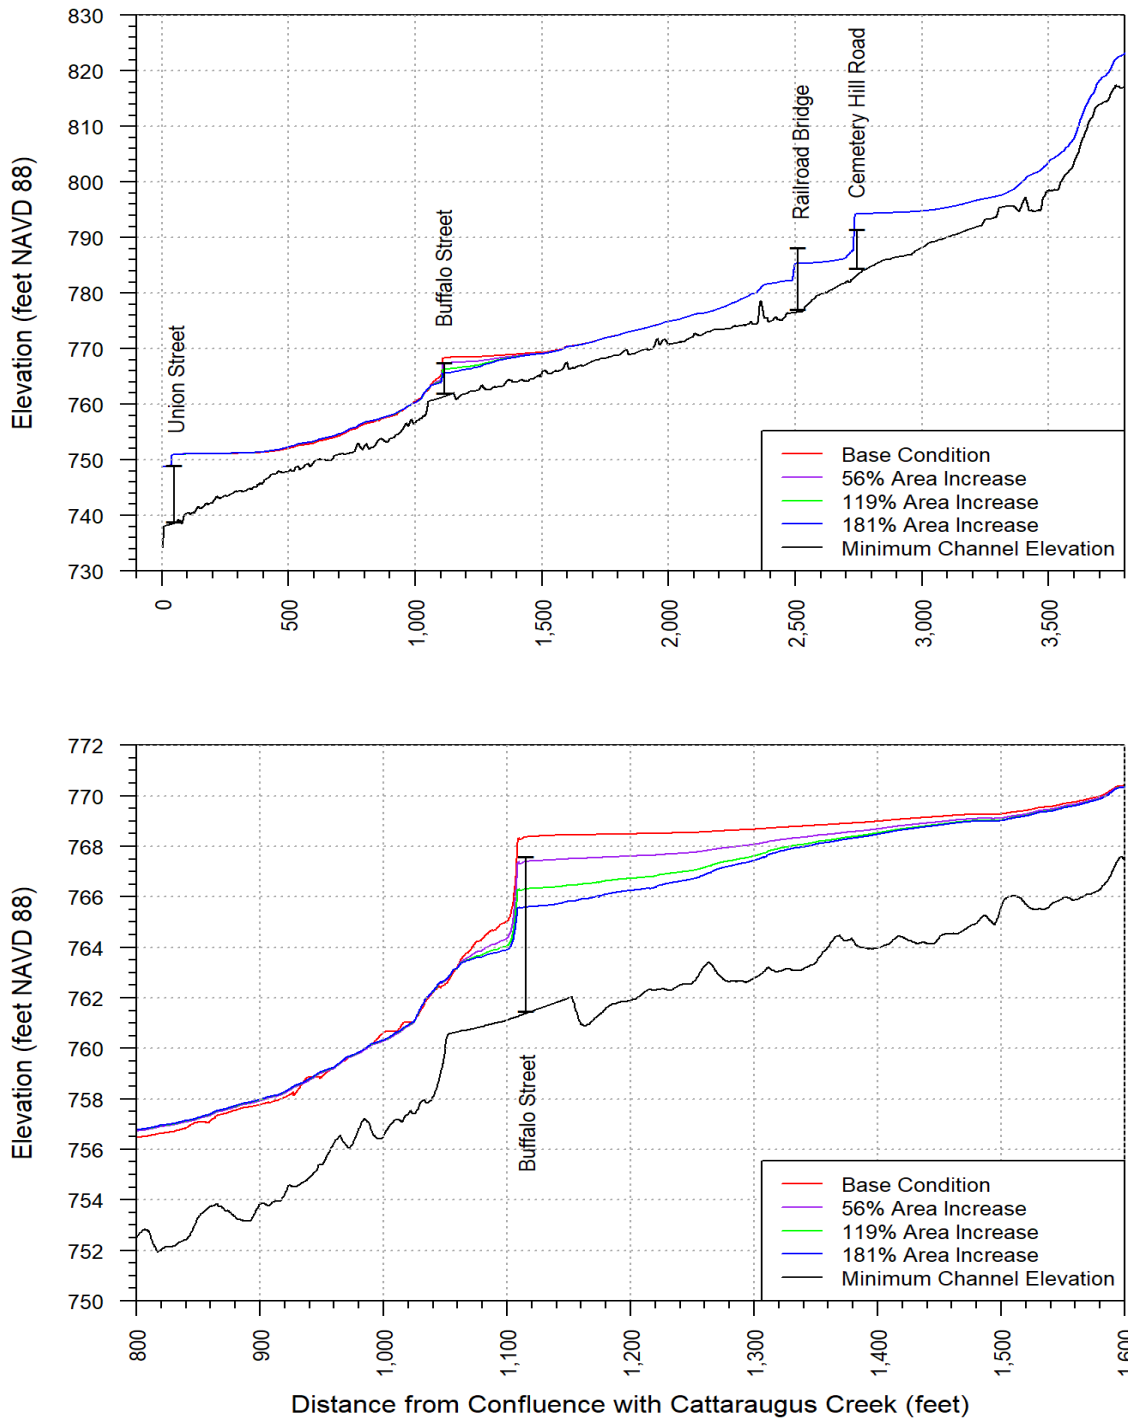 830
820
810
800
790
780
770
760
750
740
730
Elevation (feet NAVD 88)
Union Street
Buffalo Street
Railroad Bridge
Cemetery Hill Road
Base Condition
56% Area Increase
119% Area Increase
181% Area Increase
Minimum Channel Elevation
0
500
1,000
1,500
2,000
2,500
3,000
3,500
772
770
768
766
764
762
760
758
756
754
752
750
Elevation (feet NAVD 88)
Buffalo Street
Base Condition
56% Area Increase
119% Area Increase
181% Area Increase
Minimum Channel Elevation
800
900
1,000
1,100
1,200
1,300
1,400
1,500
1,600
Distance from Confluence with Cattaraugus Creek (feet)